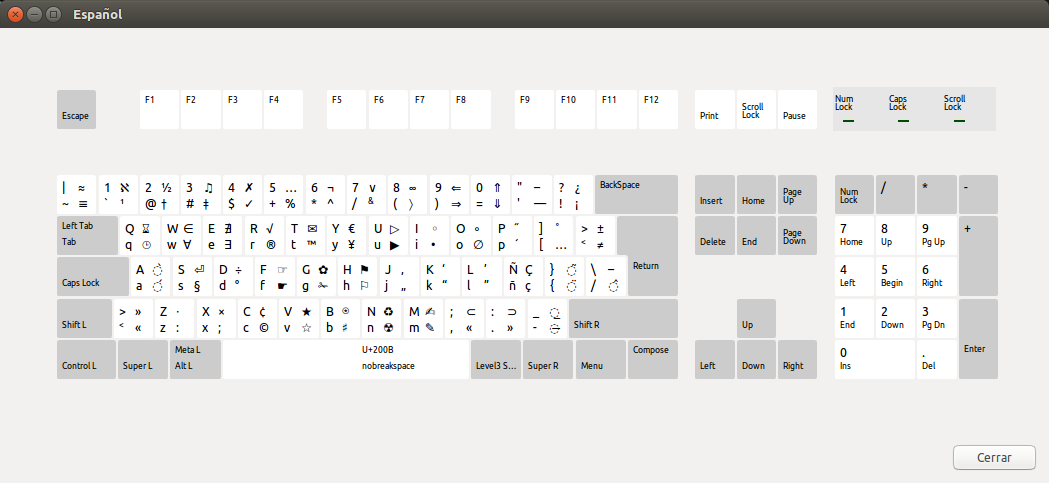 Español
Escape F1 F2 F3 F4 F5 F6 F7 F8 F9 F10 F11 F12 Print Scroll Lock Pause Num Lock Caps Lock Scroll Lock
| ≈ 1 ℵ 2 ½ 3 ♫ 4 ✗ 5 … 6 ¬ 7 ∨ 8 ∞ 9 ⇐ 0 ⇑ " – ? ¿ BackSpace
~ ≡ ` ¹ @ † # ‡ $ ✓ + % * ^ / & ( 〉 ) ⇒ = ⇓ ' — ! ¡
Insert Home Page Up Num Lock / * -
Left Tab Q ⌛ W ∈ E ∄ R √ T ✉ Y € U ▷ I ◦ O ∘ P ˝ ] ° > ±
Tab q w ∀ e ∃ r ® t ™ y ¥ u ▶ i • o ∅ p ´ [ … < ≠
Delete End Page Down 7 Home 8 Up 9 Pg Up +
Return
Caps Lock A S ⏎ D ÷ F ☞ G ✿ H ⚑ J ‚ K ‘ L ’ Ñ Ç } \ −
a s § d ° f ☛ g ✁ h ⚐ j „ k “ l ” ñ ç { /
4 Left 5 Begin 6 Right
Shift L > » Z · X × C ¢ V ★ B N ♻ M ✍ ; ⊂ : ⊃ _ Shift R
< « z : x ; c © v ☆ b ♯ n ☢ m ✎ , « . » -
Up 1 End 2 Down 3 Pg Dn Enter
Control L Super L Meta L U+200B Level3 S... Super R Menu Compose
Alt L nobreakspace
Left Down Right 0 Ins . Del
Cerrar